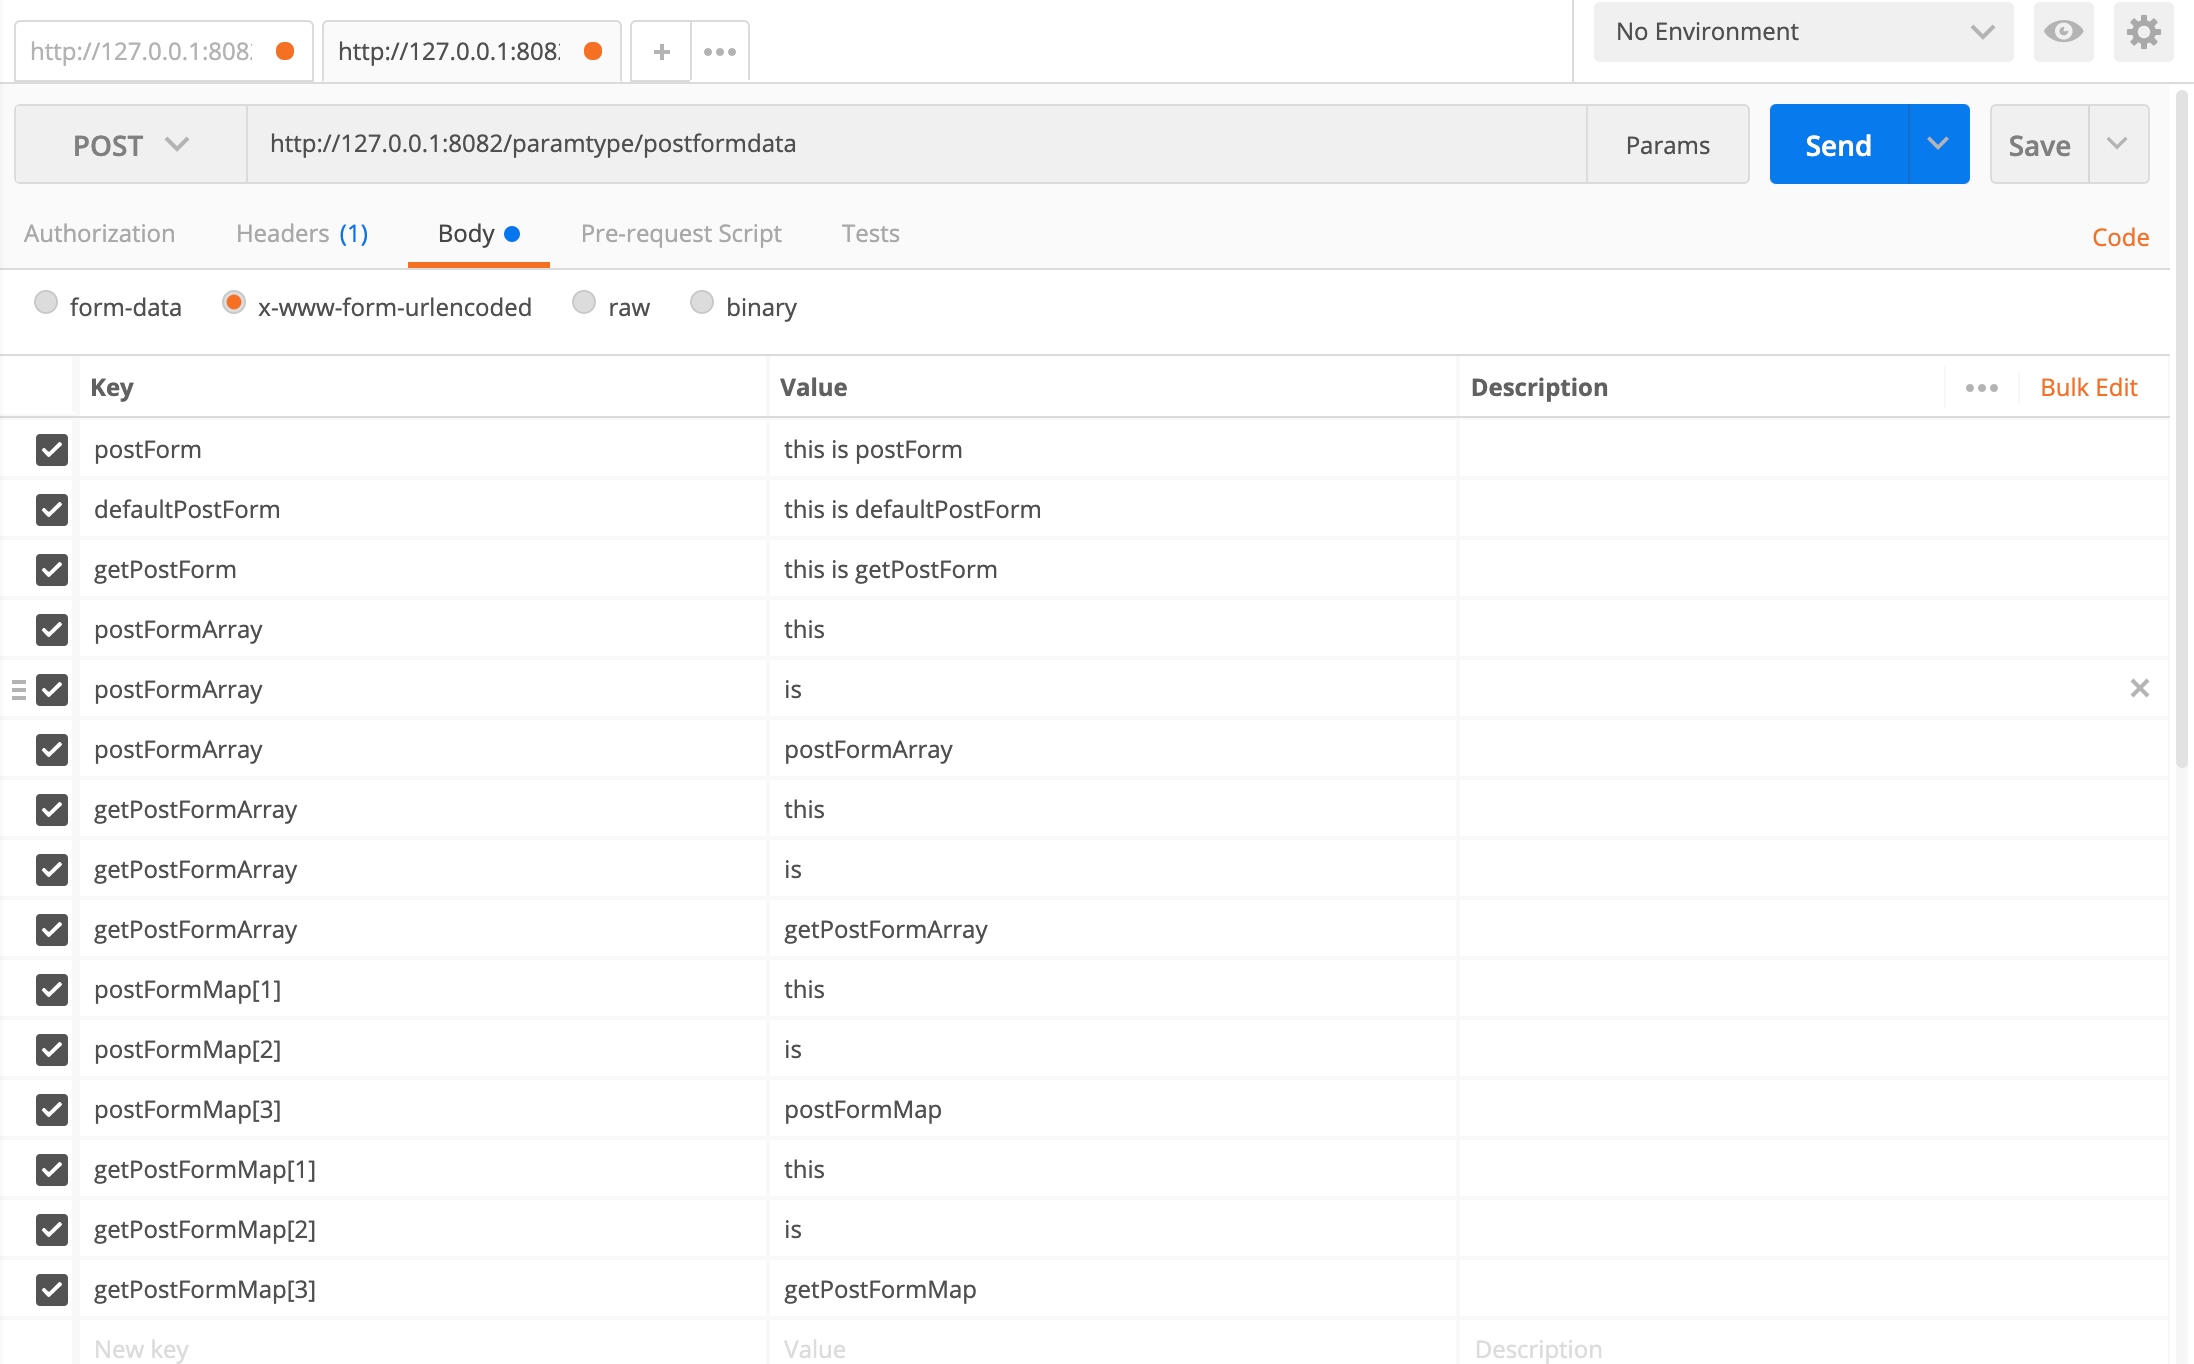 http://127.0.0.1:808 http://127.0.0.1:808 + No Environment
POST http://127.0.0.1:8082/paramtype/postformdata Params Send Save
Authorization Headers (1) Body Pre-request Script Tests Code
form-data x-www-form-urlencoded raw binary
Key Value Description Bulk Edit
postForm this is postForm
defaultPostForm this is defaultPostForm
getPostForm this is getPostForm
postFormArray this
postFormArray is
postFormArray postFormArray
getPostFormArray this
getPostFormArray is
getPostFormArray getPostFormArray
postFormMap[1] this
postFormMap[2] is
postFormMap[3] postFormMap
getPostFormMap[1] this
getPostFormMap[2] is
getPostFormMap[3] getPostFormMap
New key Value Description